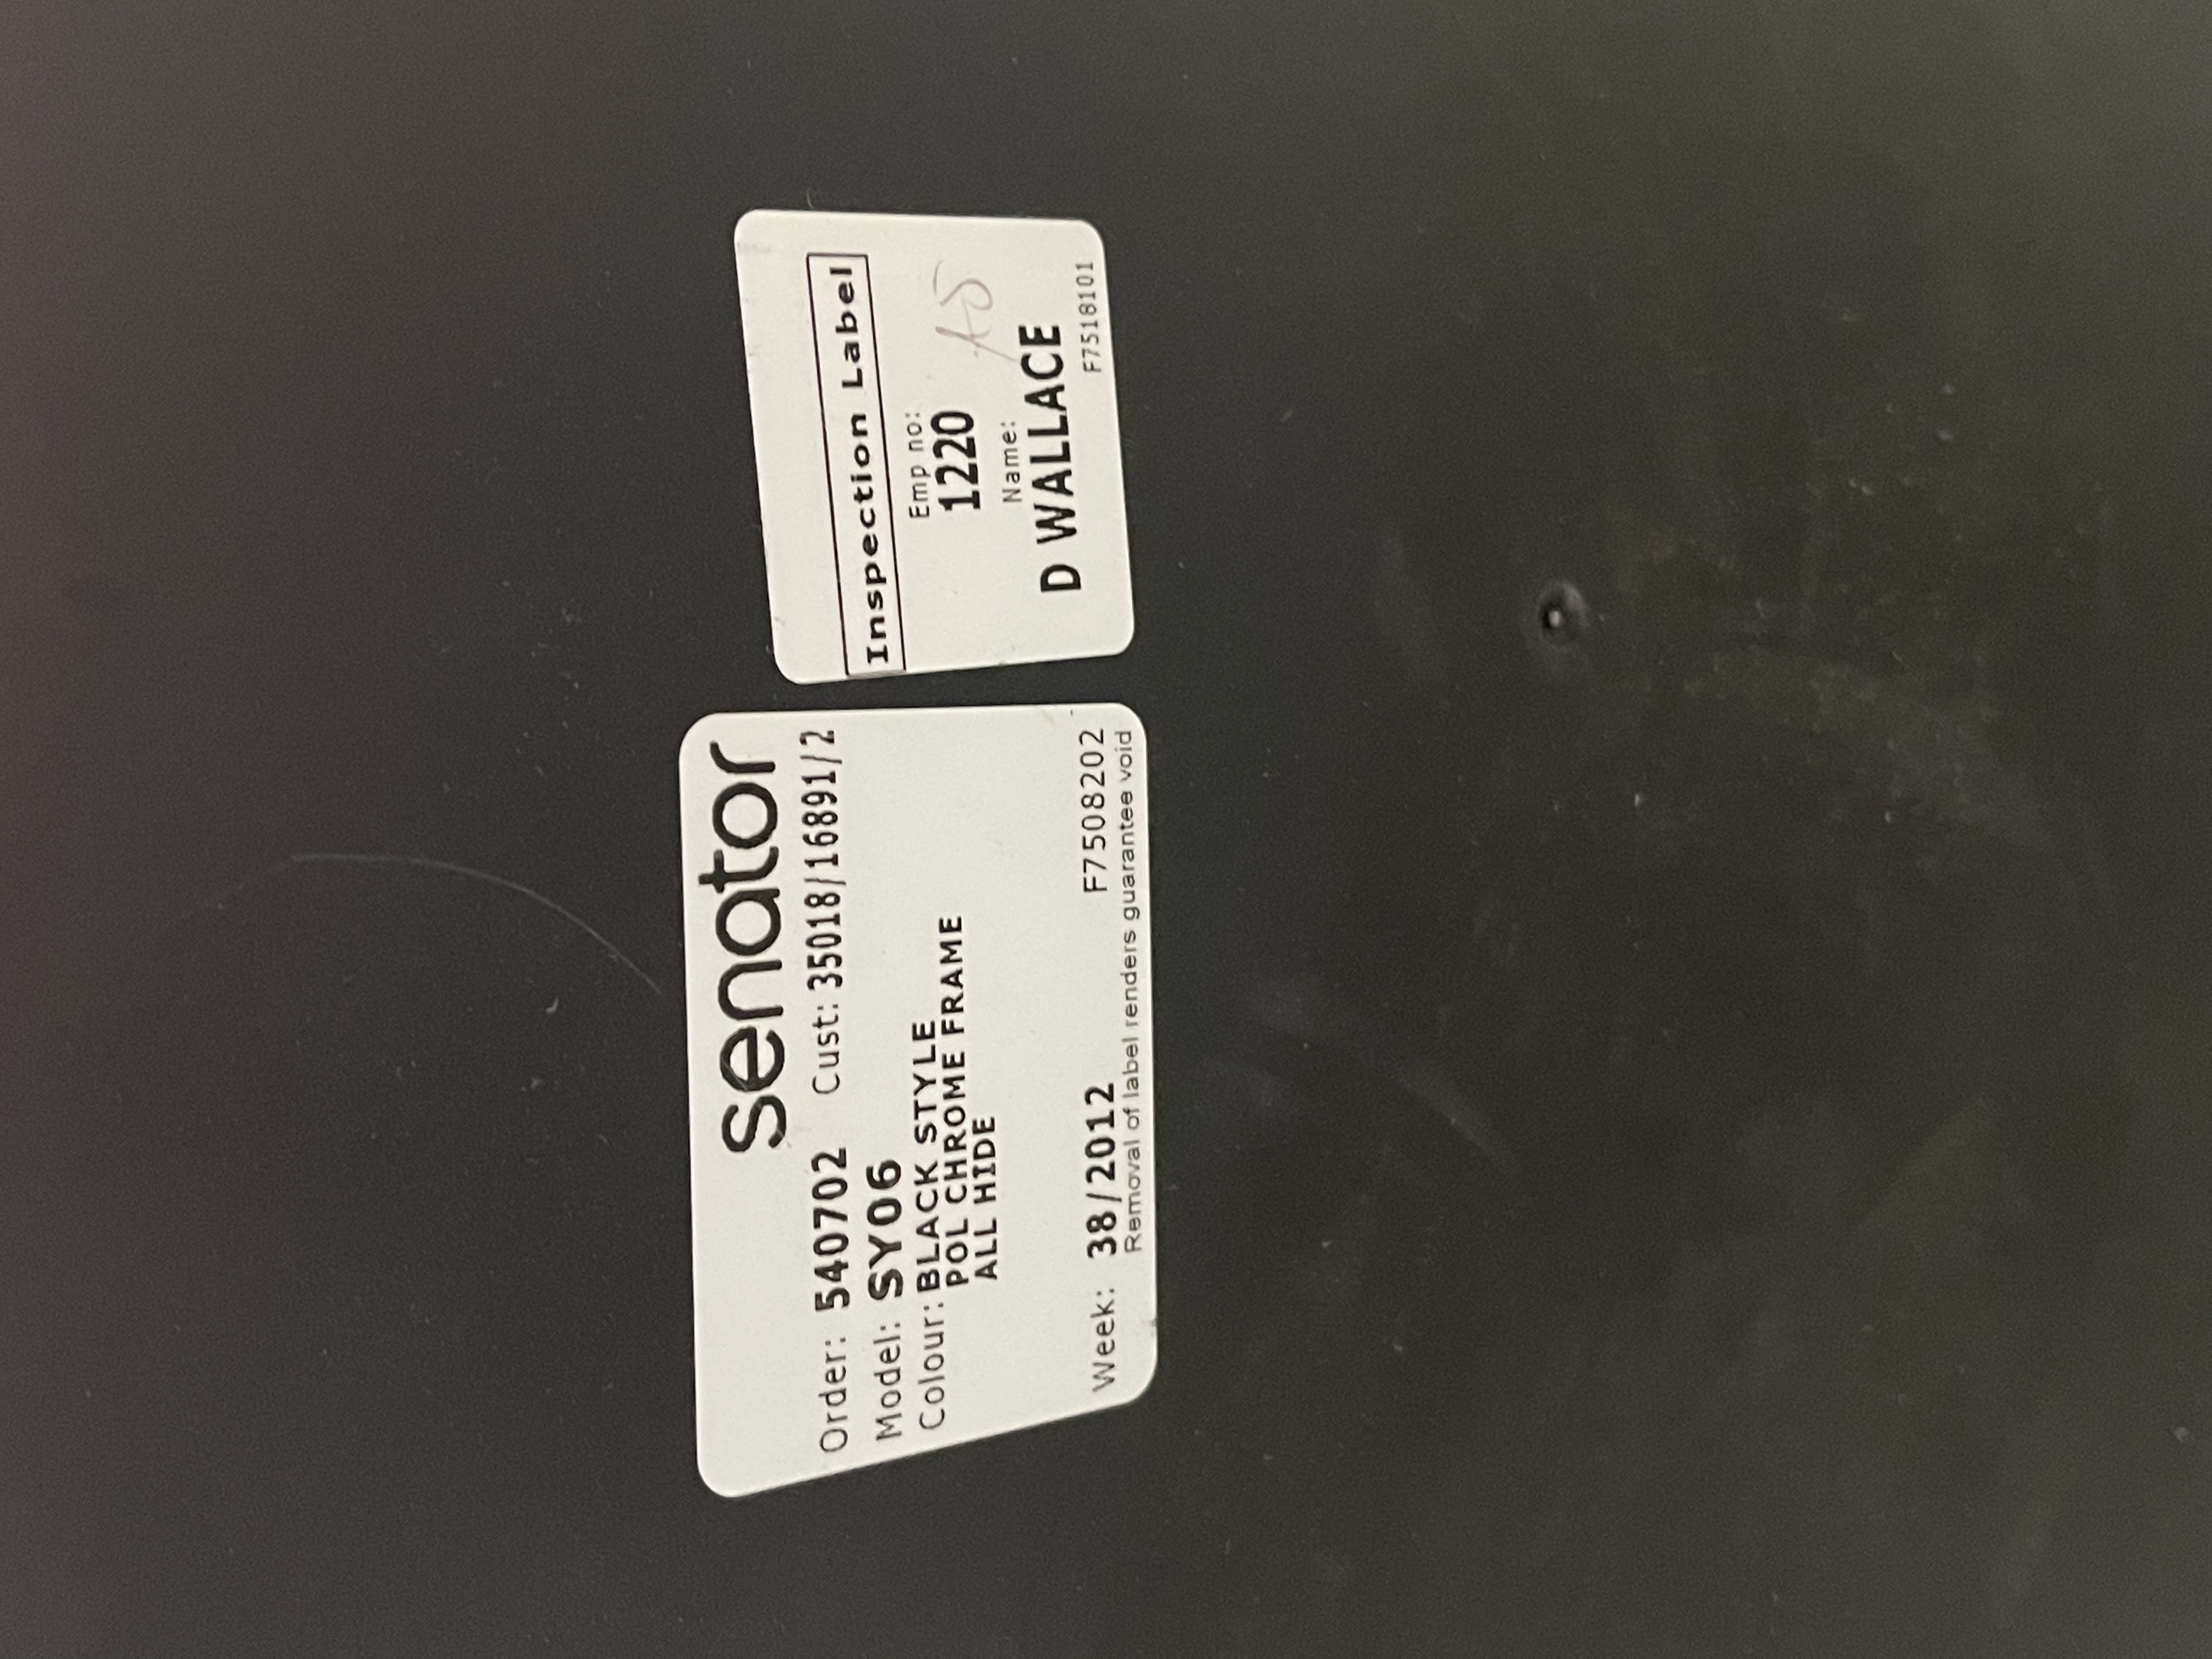 senator
Order: 540702 Cust: 35018/16891/2
Model: SY06
Colour: BLACK STYLE
POL CHROME FRAME
ALL HIDE
Week: 38/2012 F7508202
Removal of label renders guarantee void
Inspection Label
Emp no:
1220
Name:
D WALLACE
F7518101